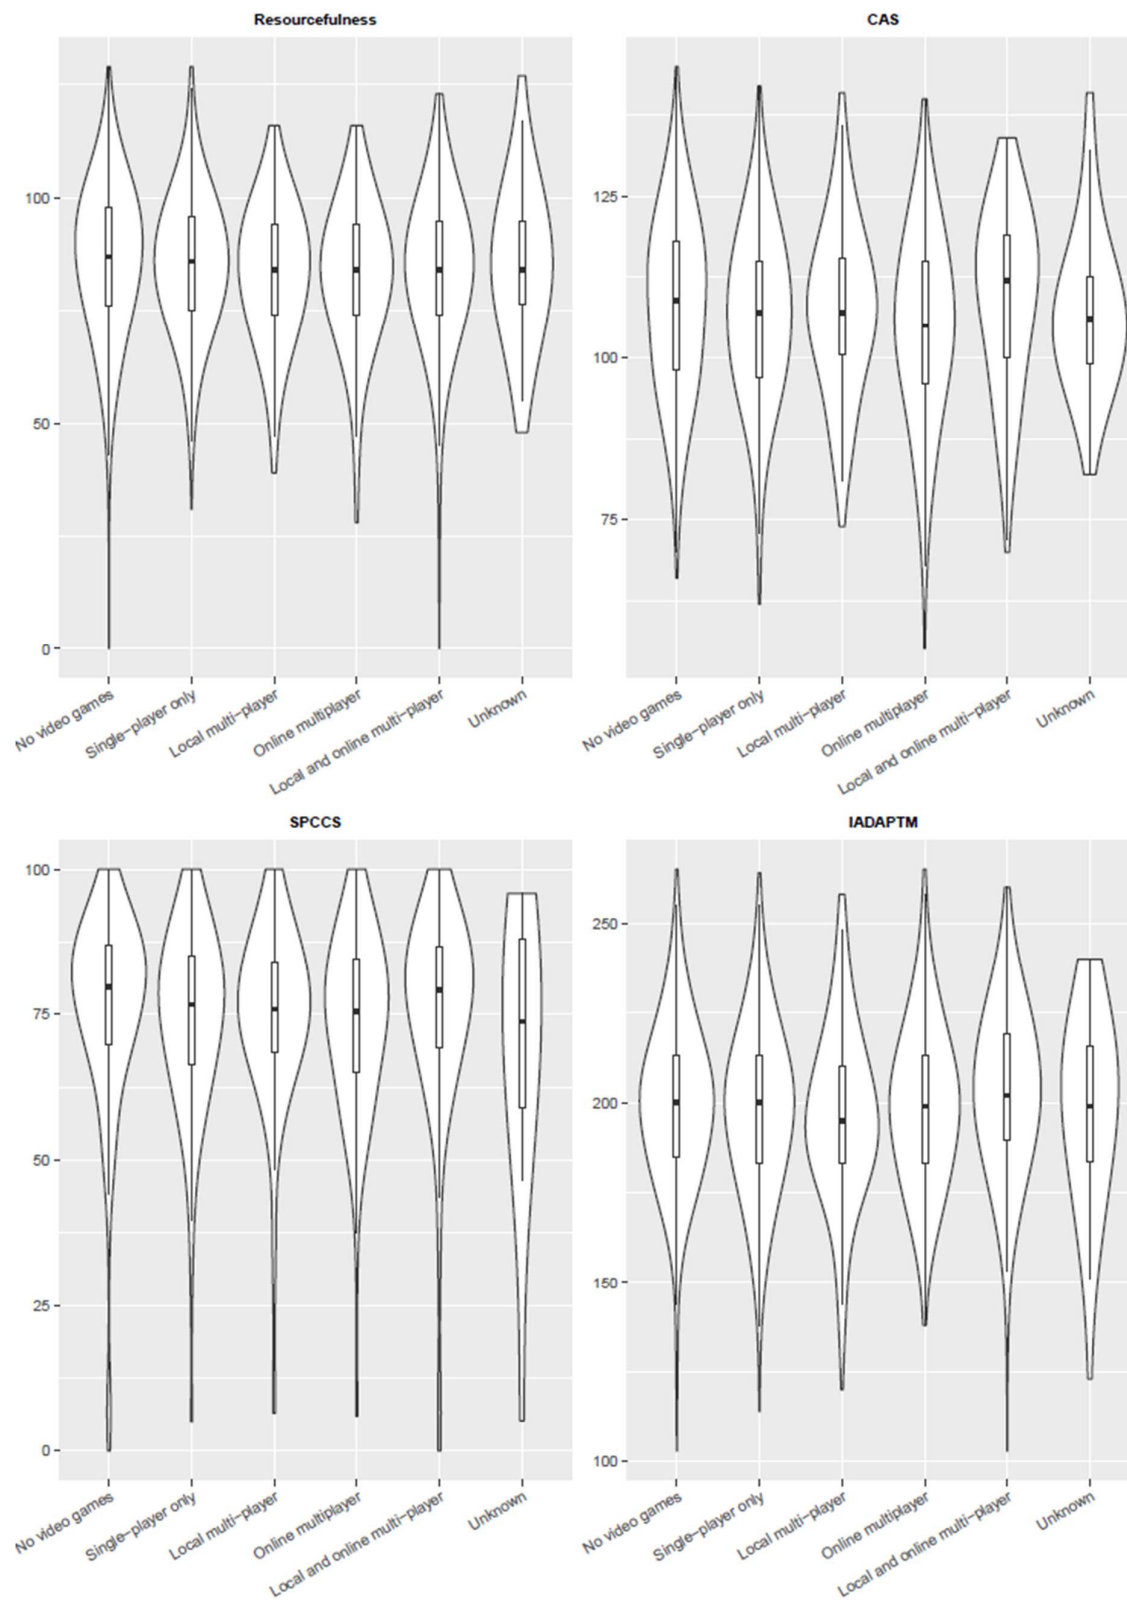 Resourcefulness
100
50
0
No video games
Single-player only
Local multi-player
Online multiplayer
Local and online multi-player
Unknown
CAS
125
100
75
No video games
Single-player only
Local multi-player
Online multiplayer
Local and online multi-player
Unknown
SPCCS
100
75
50
25
0
No video games
Single-player only
Local multi-player
Online multiplayer
Local and online multi-player
Unknown
IADAPTM
250
200
150
100
No video games
Single-player only
Local multi-player
Online multiplayer
Local and online multi-player
Unknown